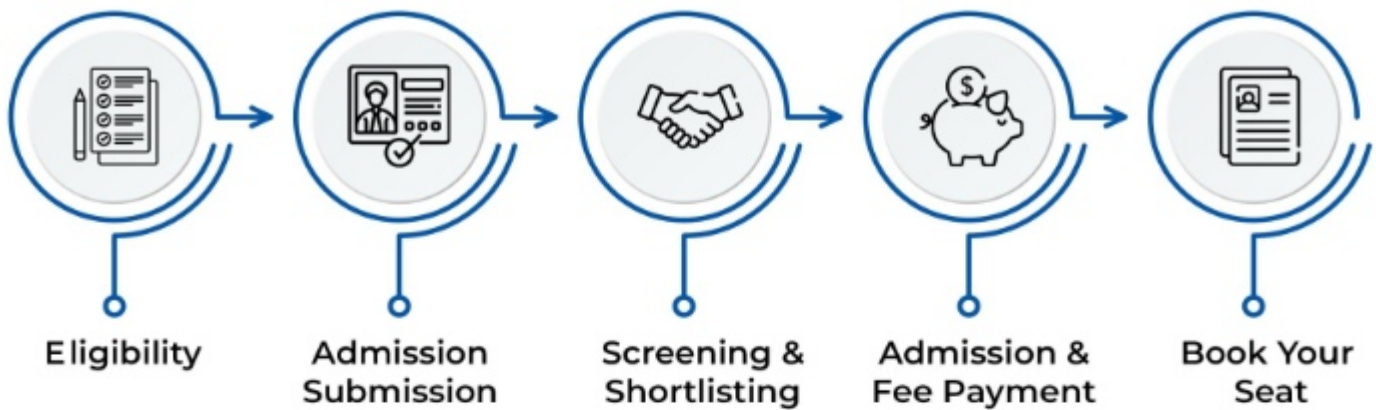 $
Eligibility
Admission
Submission
Screening &
Shortlisting
Admission &
Fee Payment
Book Your
Seat